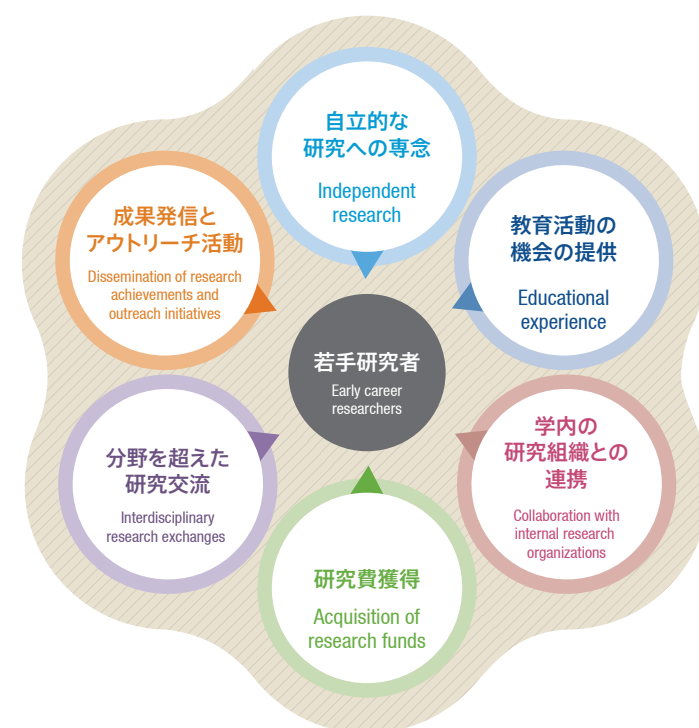 自立的な
研究への専念
Independent
research
教育活動の
機会の提供
Educational
experience
学内の
研究組織との
連携
Collaboration with
internal research
organizations
研究費獲得
Acquisition of
research funds
分野を超えた
研究交流
Interdisciplinary
research exchanges
成果発信と
アウトリーチ活動
Dissemination of research
achievements and
outreach initiatives
若手研究者
Early career
researchers